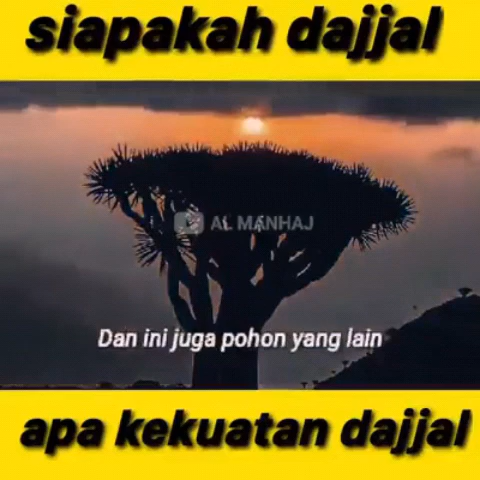 siapakah dajjal
AL MANHAJ
Dan ini juga pohon yang lain
apa kekuatan dajjal